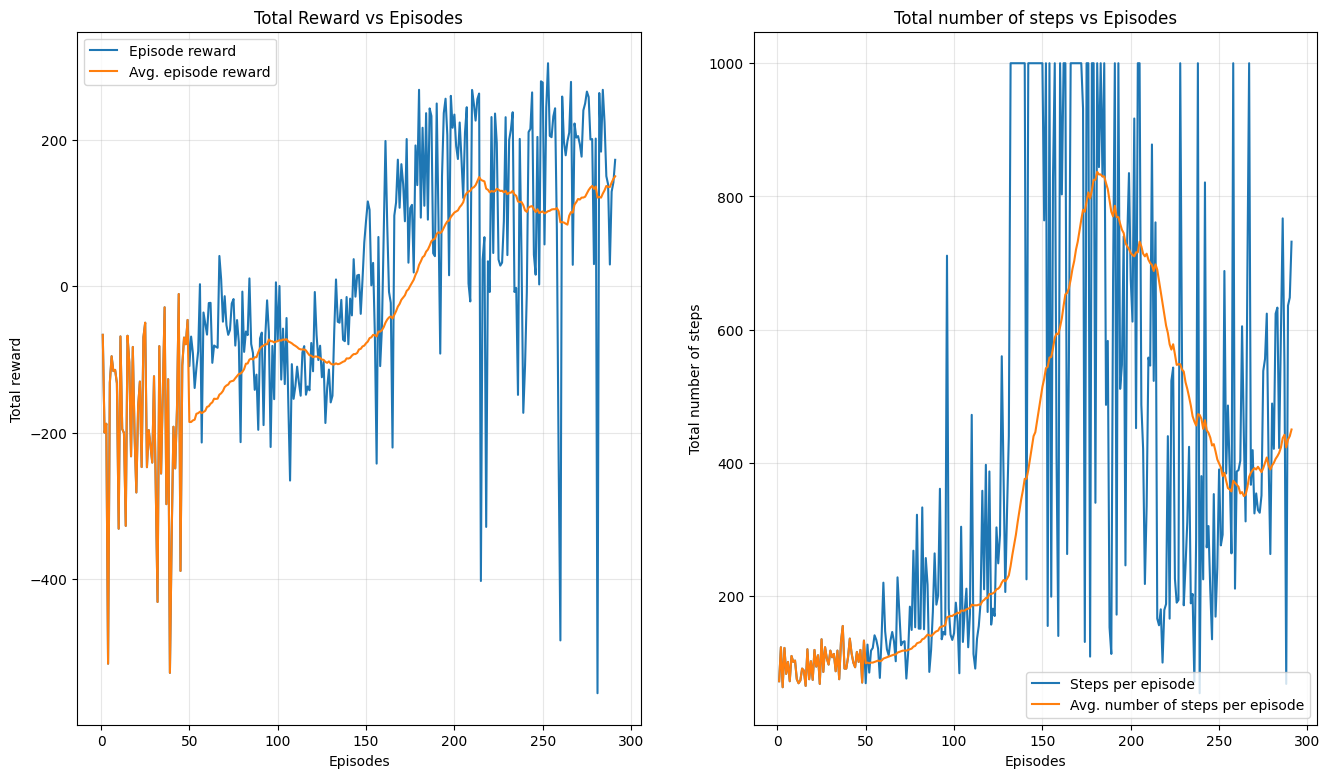 Total Reward vs Episodes
Episode reward
Avg. episode reward
Total reward
200
0
−200
−400
0 50 100 150 200 250 300
Episodes
Total number of steps vs Episodes
Total number of steps
1000
800
600
400
200
Steps per episode
Avg. number of steps per episode
0 50 100 150 200 250 300
Episodes